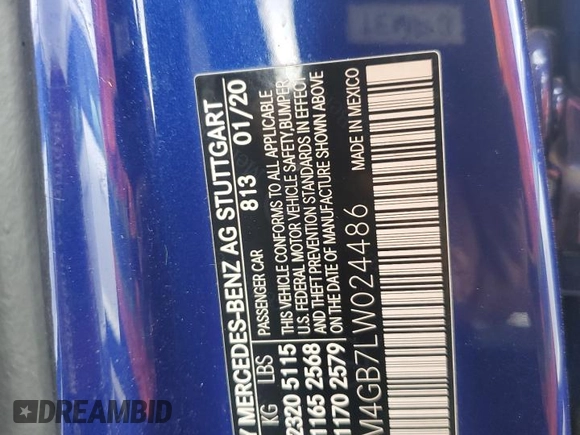 MERCEDES-BENZ AG STUTTGART
813 01/20
KG LBS PASSENGER CAR
2320 5115 THIS VEHICLE CONFORMS TO ALL APPLICABLE
U.S. FEDERAL MOTOR VEHICLE SAFETY,BUMPER,
1165 2568 & THEFT PREVENTION STANDARDS IN EFFECT
1170 2579 ON THE DATE OF MANUFACTURE SHOWN ABOVE
M4GB7LW024486 MADE IN MEXICO
DREAMBID.COM